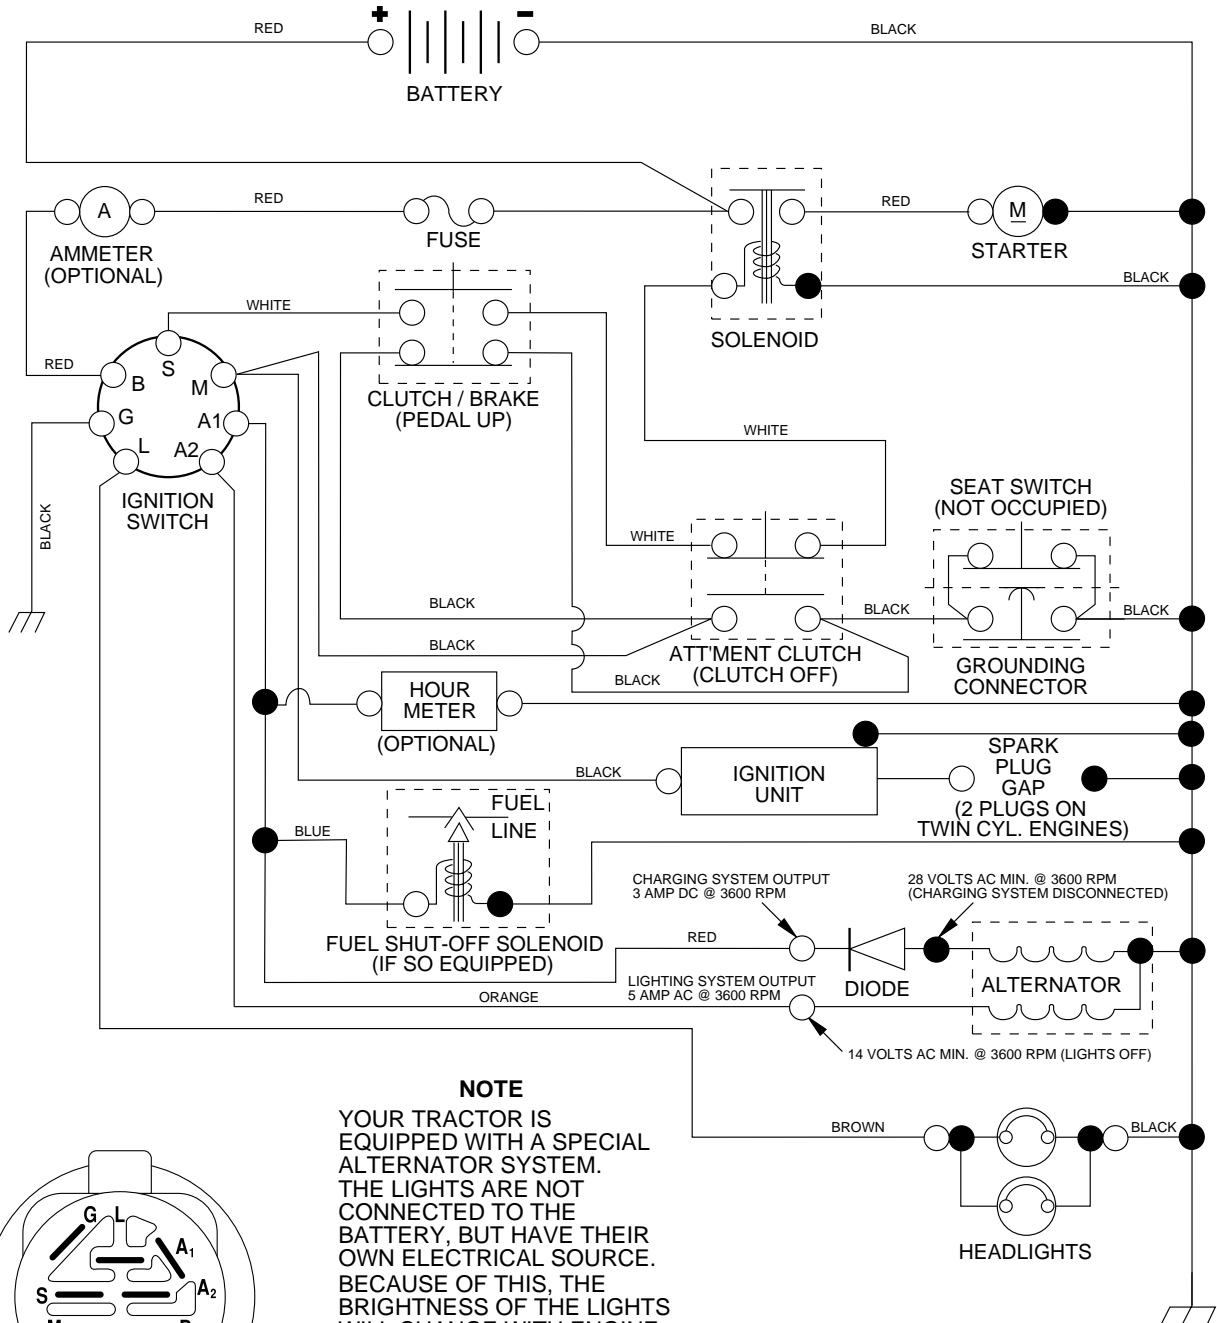 + -
RED
BLACK
BATTERY
A
RED
AMMETER
(OPTIONAL)
FUSE
RED
M
STARTER
BLACK
SOLENOID
WHITE
RED
S
B
M
G
A1
L
A2
IGNITION
SWITCH
BLACK
CLUTCH / BRAKE
(PEDAL UP)
WHITE
SEAT SWITCH
(NOT OCCUPIED)
WHITE
BLACK
BLACK
BLACK
BLACK
ATT'MENT CLUTCH
(CLUTCH OFF)
GROUNDING
CONNECTOR
BLACK
HOUR
METER
(OPTIONAL)
BLACK
IGNITION
UNIT
SPARK
PLUG
GAP
(2 PLUGS ON
TWIN CYL. ENGINES)
FUEL
LINE
BLUE
FUEL SHUT-OFF SOLENOID
(IF SO EQUIPPED)
CHARGING SYSTEM OUTPUT
3 AMP DC @ 3600 RPM
28 VOLTS AC MIN. @ 3600 RPM
(CHARGING SYSTEM DISCONNECTED)
RED
DIODE
ALTERNATOR
LIGHTING SYSTEM OUTPUT
5 AMP AC @ 3600 RPM
ORANGE
14 VOLTS AC MIN. @ 3600 RPM (LIGHTS OFF)
BROWN
BLACK
HEADLIGHTS
NOTE
YOUR TRACTOR IS
EQUIPPED WITH A SPECIAL
ALTERNATOR SYSTEM.
THE LIGHTS ARE NOT
CONNECTED TO THE
BATTERY, BUT HAVE THEIR
OWN ELECTRICAL SOURCE.
BECAUSE OF THIS, THE
BRIGHTNESS OF THE LIGHTS
WILL CHANGE WITH ENGINE
G L
A1
A2
S
M
B